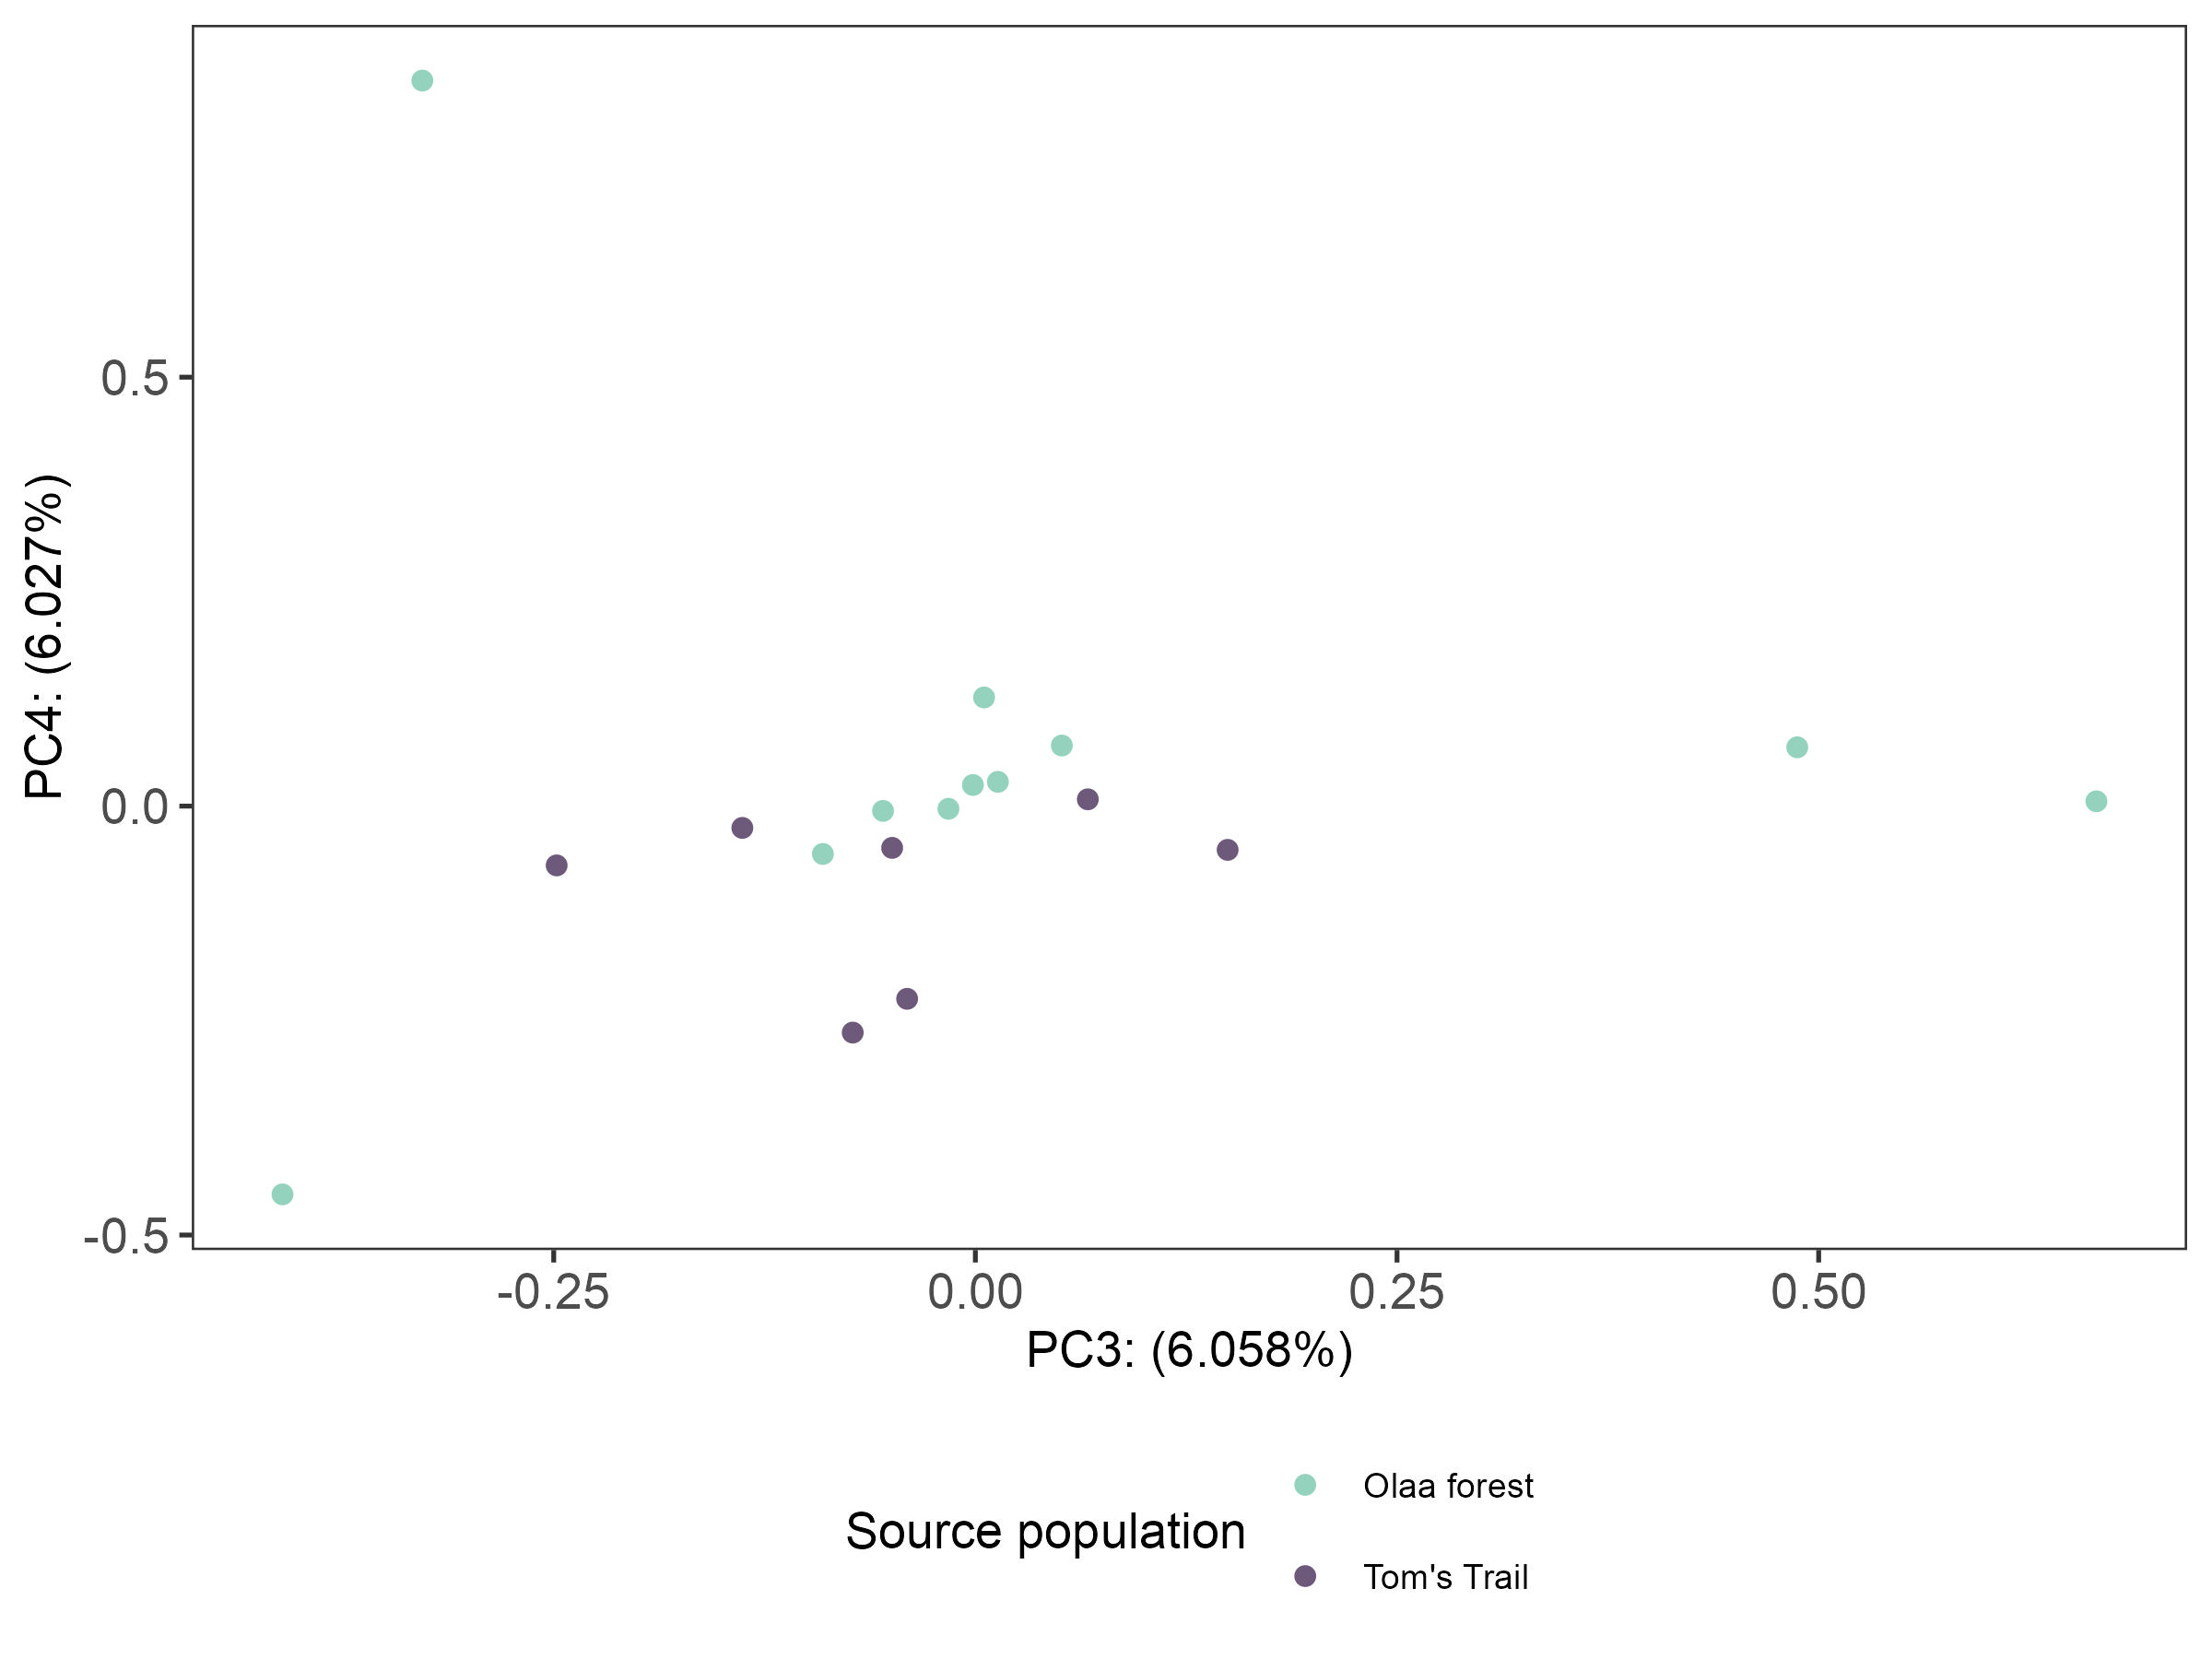 0.5
0.0
-0.5
PC4: (6.027%)
-0.25
0.00
0.25
0.50
PC3: (6.058%)
Source population
Olaa forest
Tom's Trail